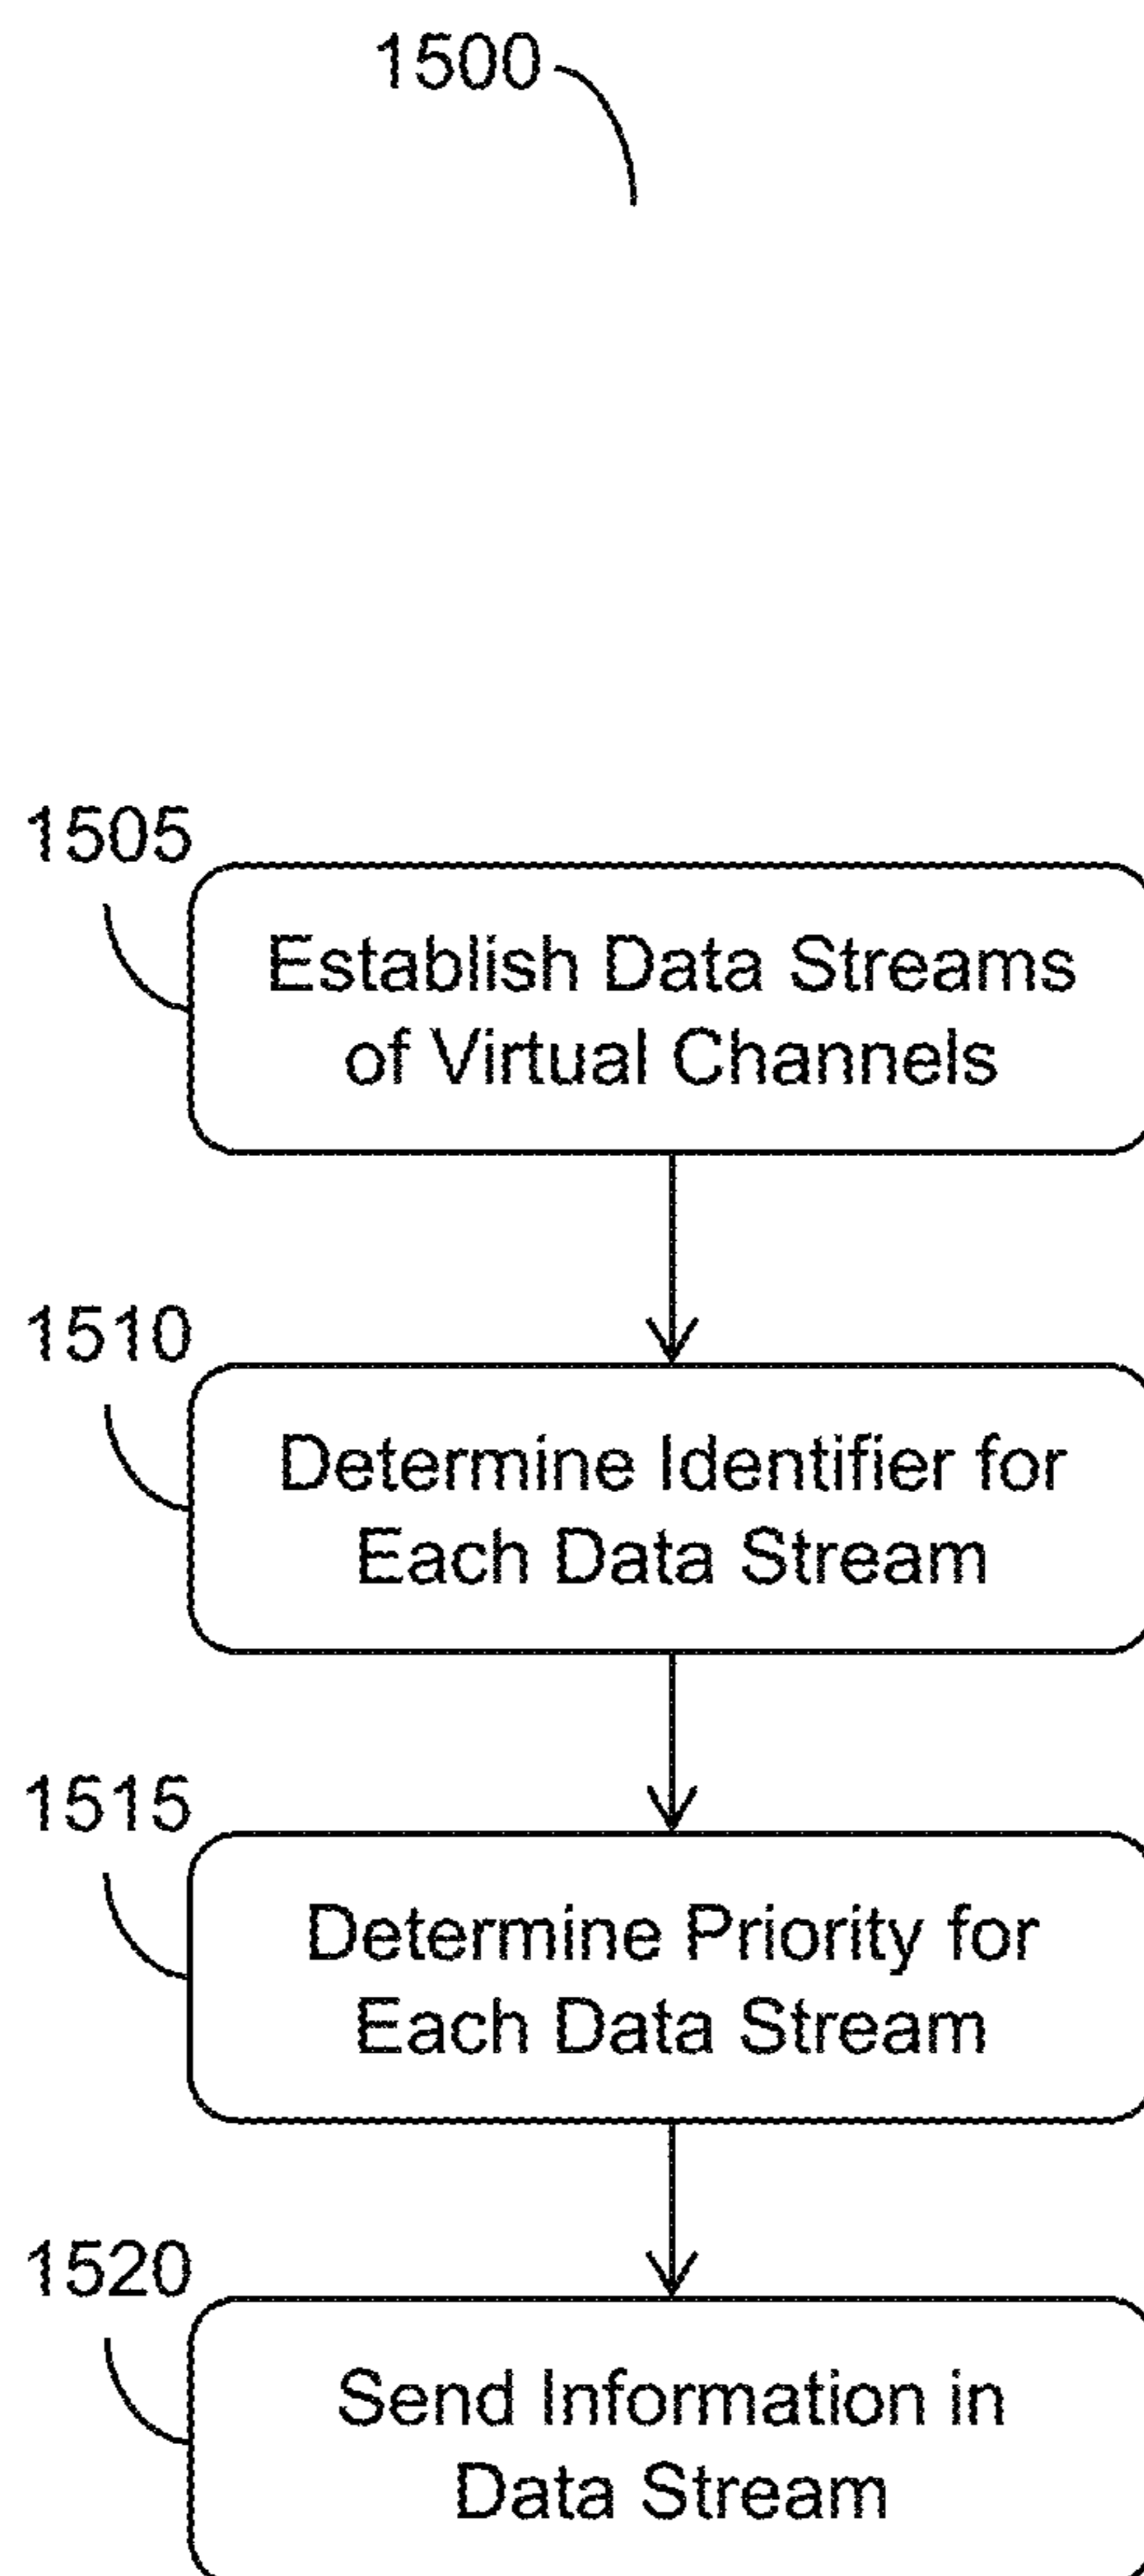 1500
1505
Establish Data Streams
of Virtual Channels
1510
Determine Identifier for
Each Data Stream
1515
Determine Priority for
Each Data Stream
1520
Send Information in
Data Stream